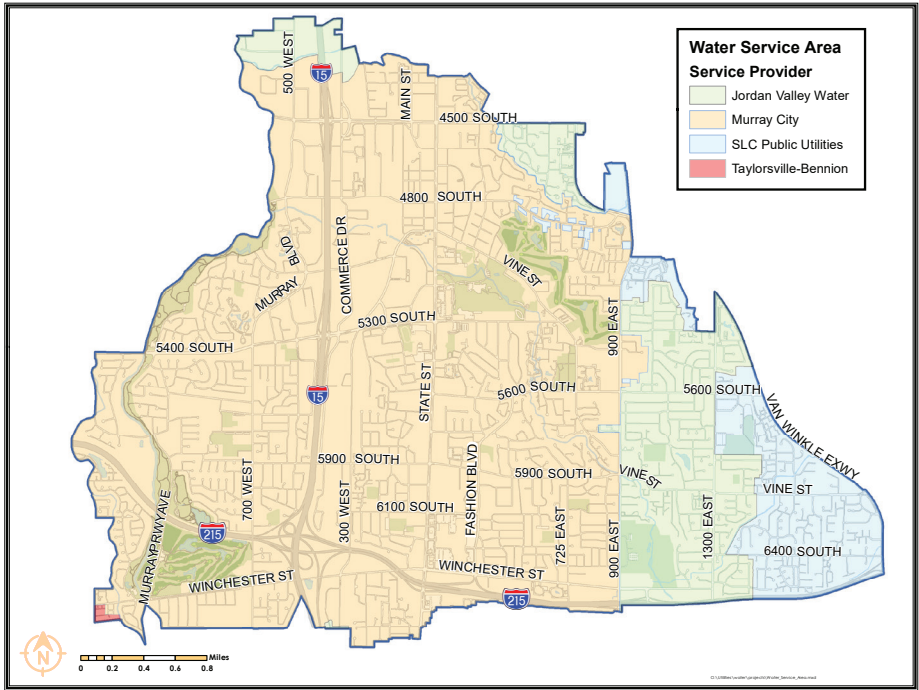 Water Service Area
Service Provider
Jordan Valley Water
Murray City
SLC Public Utilities
Taylorsville-Bennion
500 WEST
15
MAIN ST
4500 SOUTH
4800 SOUTH
MURRAY BLVD
COMMERCE DR
VINE ST
5300 SOUTH
900 EAST
5400 SOUTH
STATE ST
5600 SOUTH
5600 SOUTH
15
VAN WINKLE EXWY
5900 SOUTH
FASHION BLVD
5900 SOUTH
VINE ST
VINE ST
700 WEST
300 WEST
6100 SOUTH
725 EAST
900 EAST
1300 EAST
6400 SOUTH
215
MURRAY PRWY AVE
WINCHESTER ST
WINCHESTER ST
215
N
Miles
0 0.2 0.4 0.6 0.8